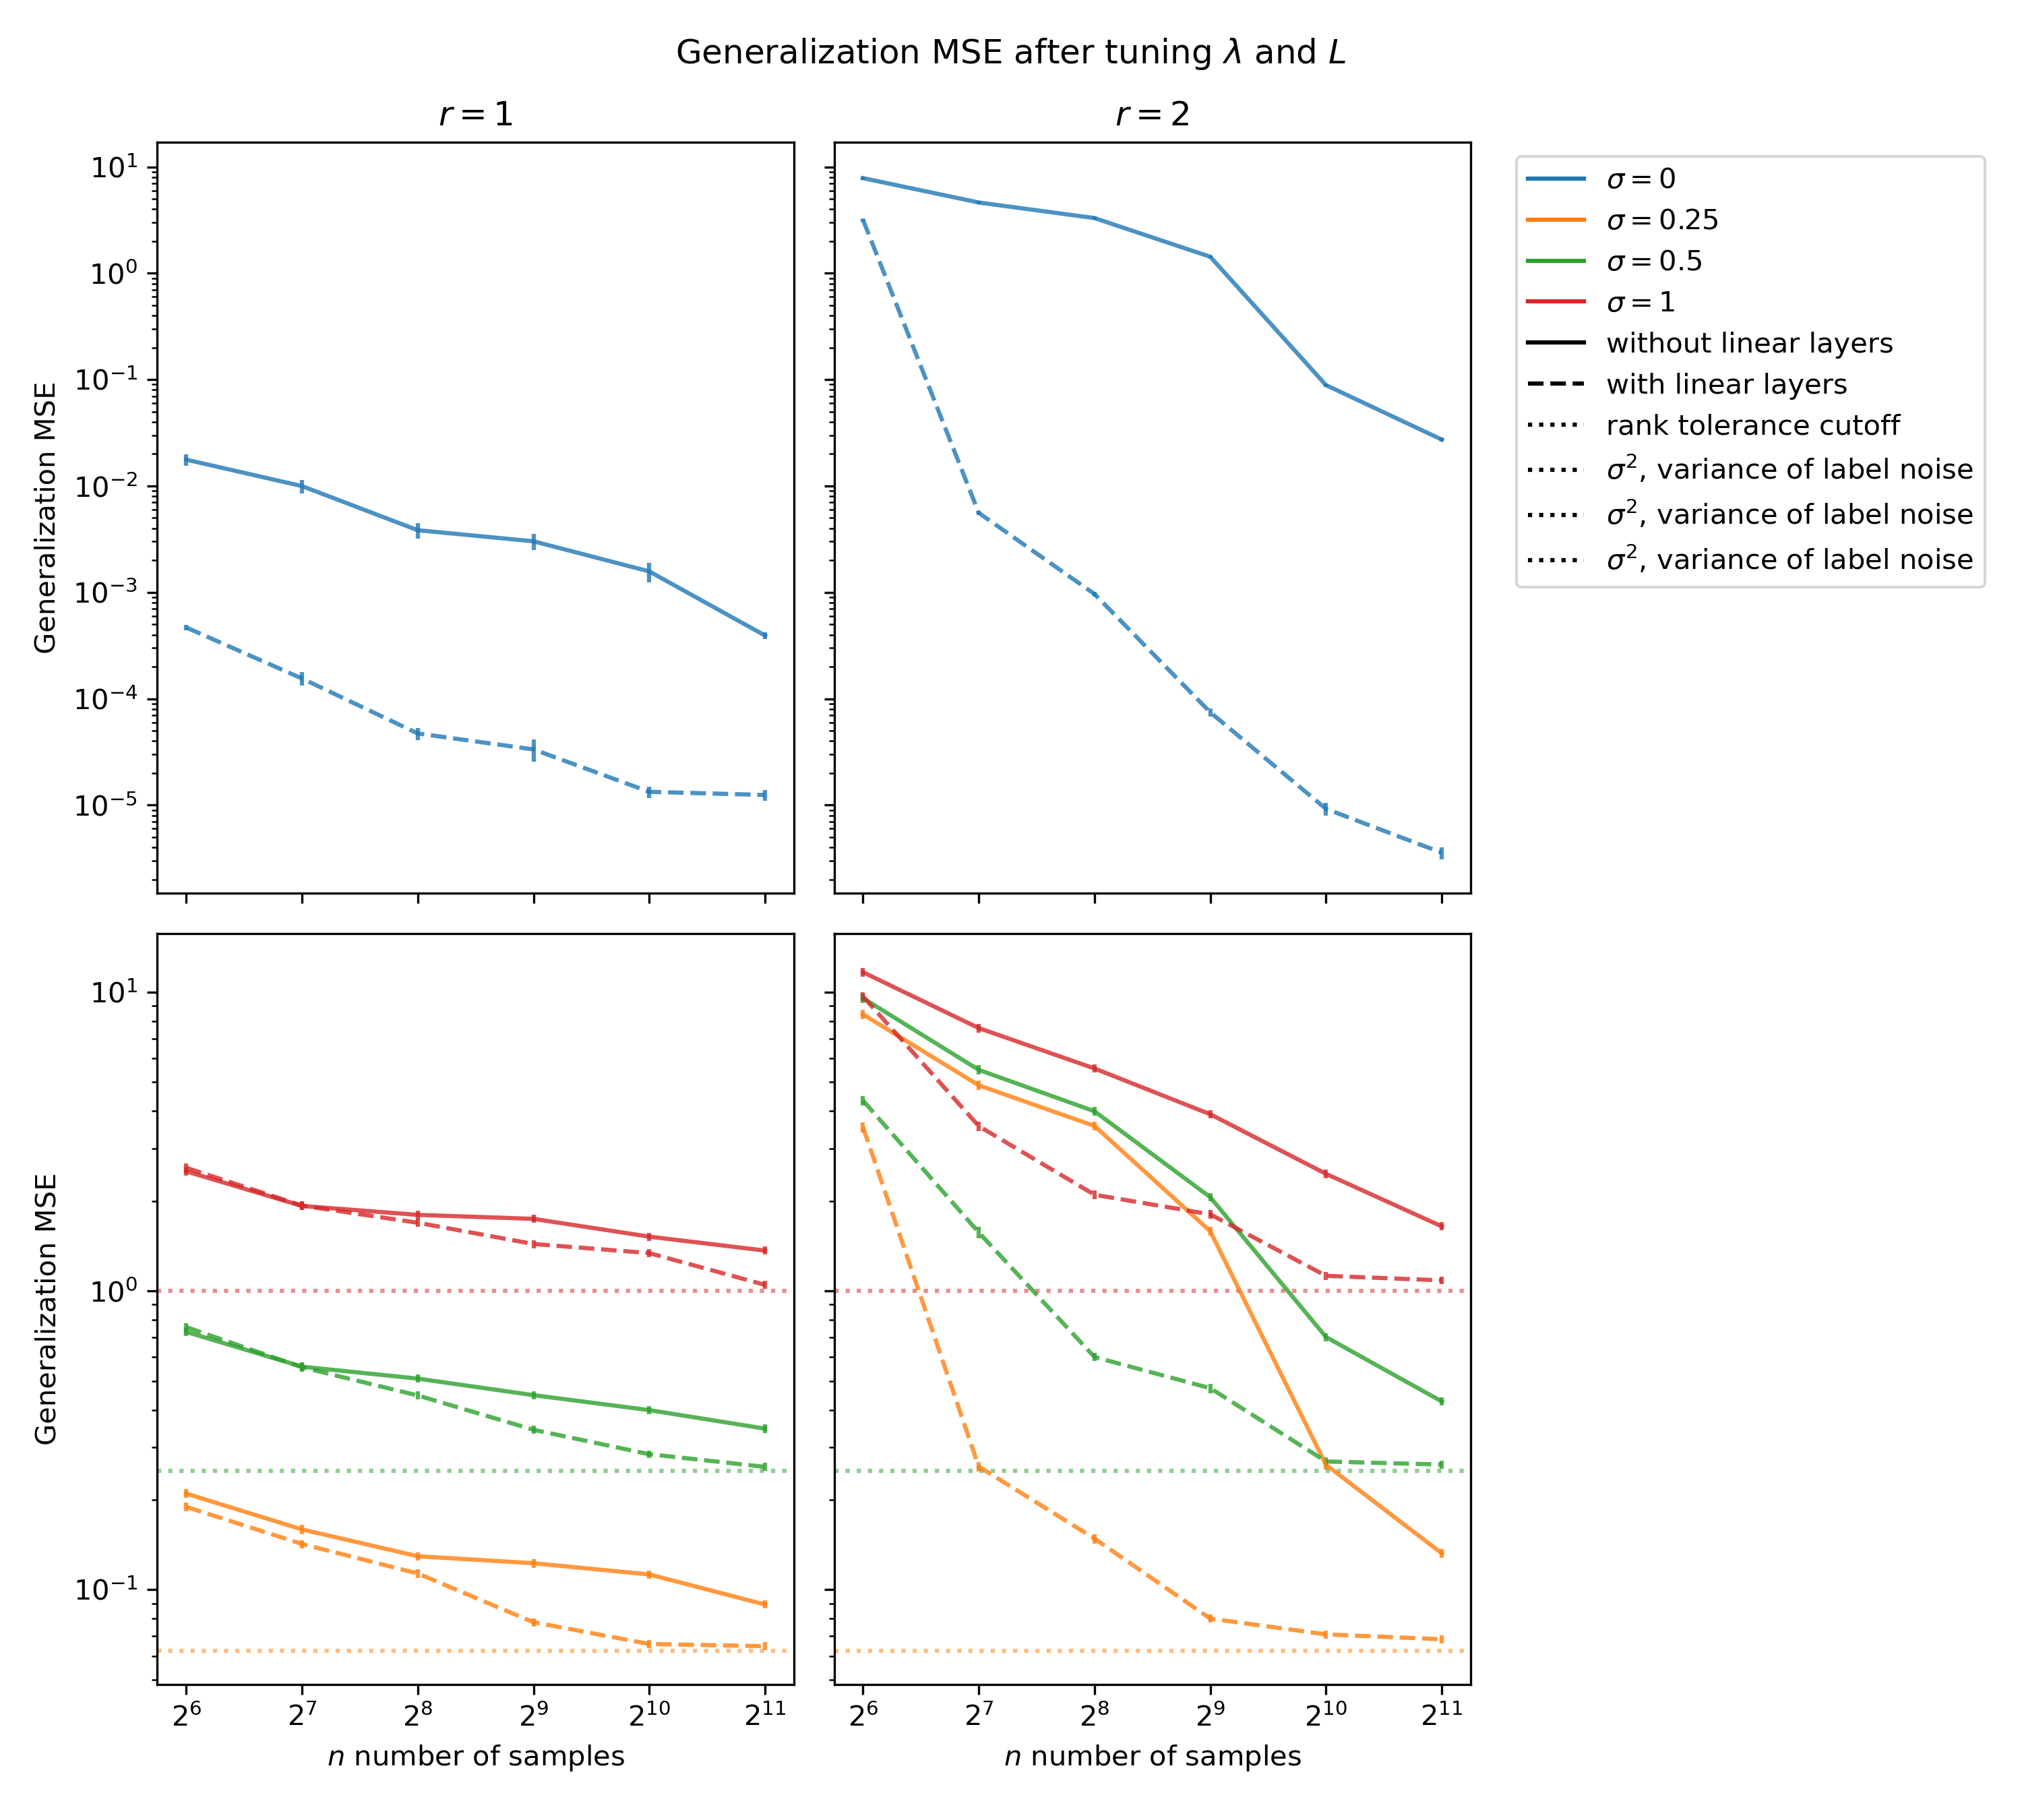 Generalization MSE after tuning λ and L
r = 1
r = 2
Generalization MSE
10¹
10⁰
10⁻¹
10⁻²
10⁻³
10⁻⁴
10⁻⁵
σ = 0
σ = 0.25
σ = 0.5
σ = 1
without linear layers
with linear layers
rank tolerance cutoff
σ², variance of label noise
σ², variance of label noise
σ², variance of label noise
Generalization MSE
10¹
10⁰
10⁻¹
2⁶ 2⁷ 2⁸ 2⁹ 2¹⁰ 2¹¹
n number of samples
2⁶ 2⁷ 2⁸ 2⁹ 2¹⁰ 2¹¹
n number of samples